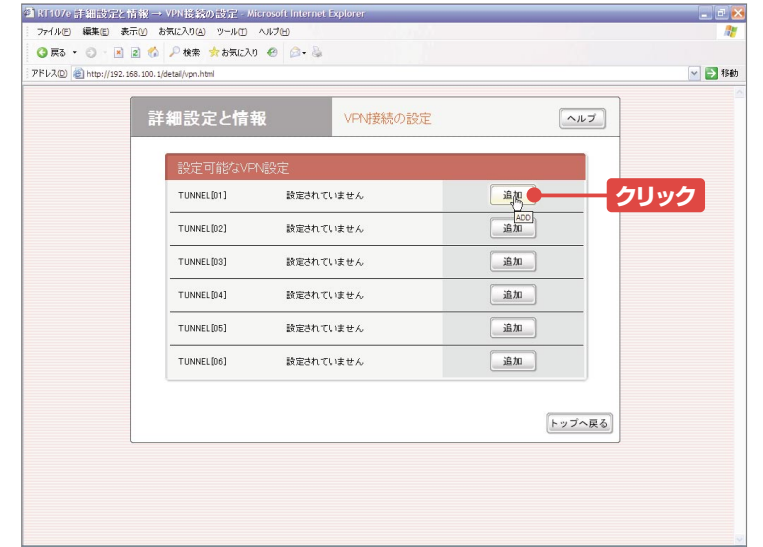 RT107e 詳細設定と情報 → VPN接続の設定 - Microsoft Internet Explorer
ファイル(F) 編集(E) 表示(V) お気に入り(A) ツール(T) ヘルプ(H)
戻る 検索 お気に入り
アドレス(D) http://192.168.100.1/detail/vpn.html 移動
詳細設定と情報 VPN接続の設定 ヘルプ
設定可能なVPN設定
TUNNEL[01] 設定されていません 追加 クリック
ADD
TUNNEL[02] 設定されていません 追加
TUNNEL[03] 設定されていません 追加
TUNNEL[04] 設定されていません 追加
TUNNEL[05] 設定されていません 追加
TUNNEL[06] 設定されていません 追加
トップへ戻る